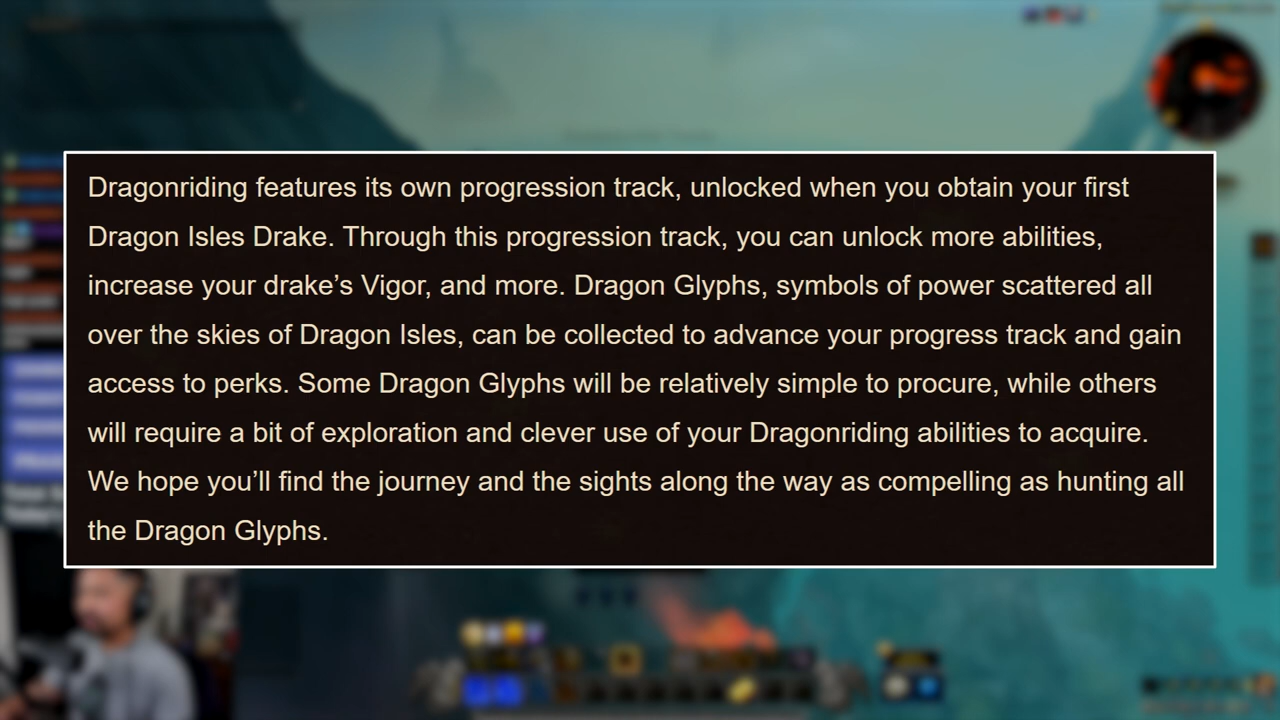 Dragonriding features its own progression track, unlocked when you obtain your first
Dragon Isles Drake. Through this progression track, you can unlock more abilities,
increase your drake’s Vigor, and more. Dragon Glyphs, symbols of power scattered all
over the skies of Dragon Isles, can be collected to advance your progress track and gain
access to perks. Some Dragon Glyphs will be relatively simple to procure, while others
will require a bit of exploration and clever use of your Dragonriding abilities to acquire.
We hope you’ll find the journey and the sights along the way as compelling as hunting all
the Dragon Glyphs.